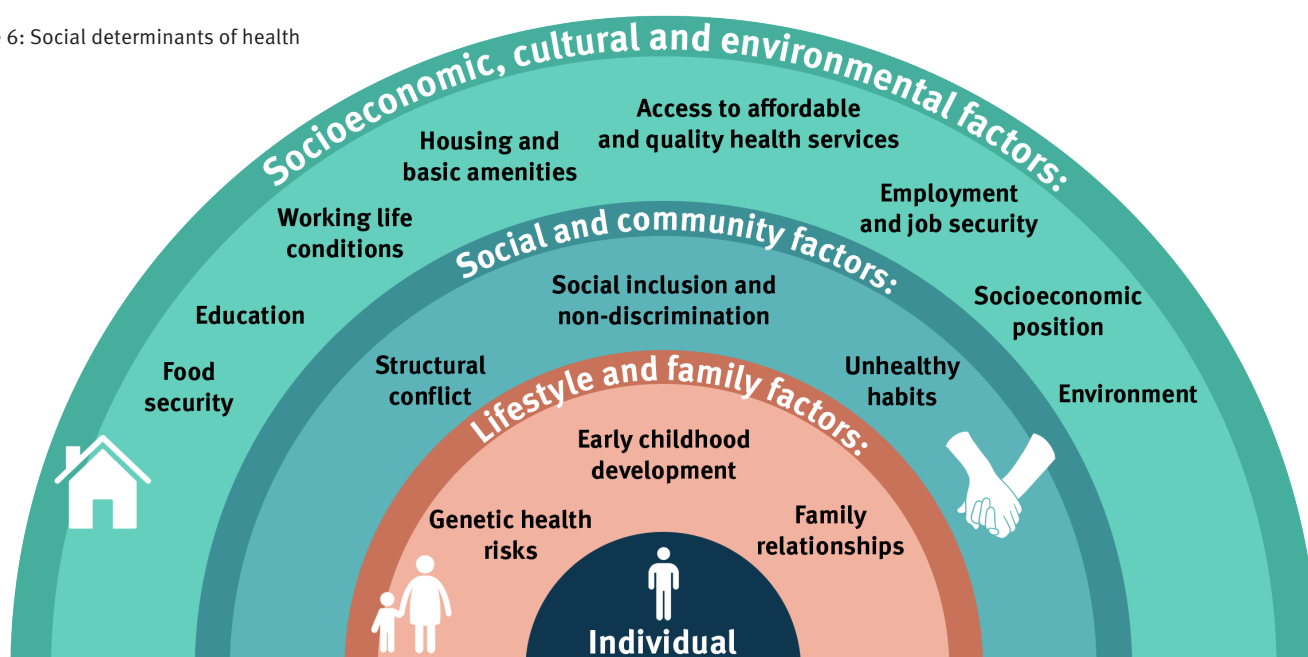 6: Social determinants of health
Socioeconomic, cultural and environmental factors:
Access to affordable
and quality health services
Housing and
basic amenities
Employment
and job security
Working life
conditions
Socioeconomic
position
Education
Environment
Food
security
Social and community factors:
Social inclusion and
non-discrimination
Structural
conflict
Unhealthy
habits
Lifestyle and family factors:
Early childhood
development
Genetic health
risks
Family
relationships
Individual